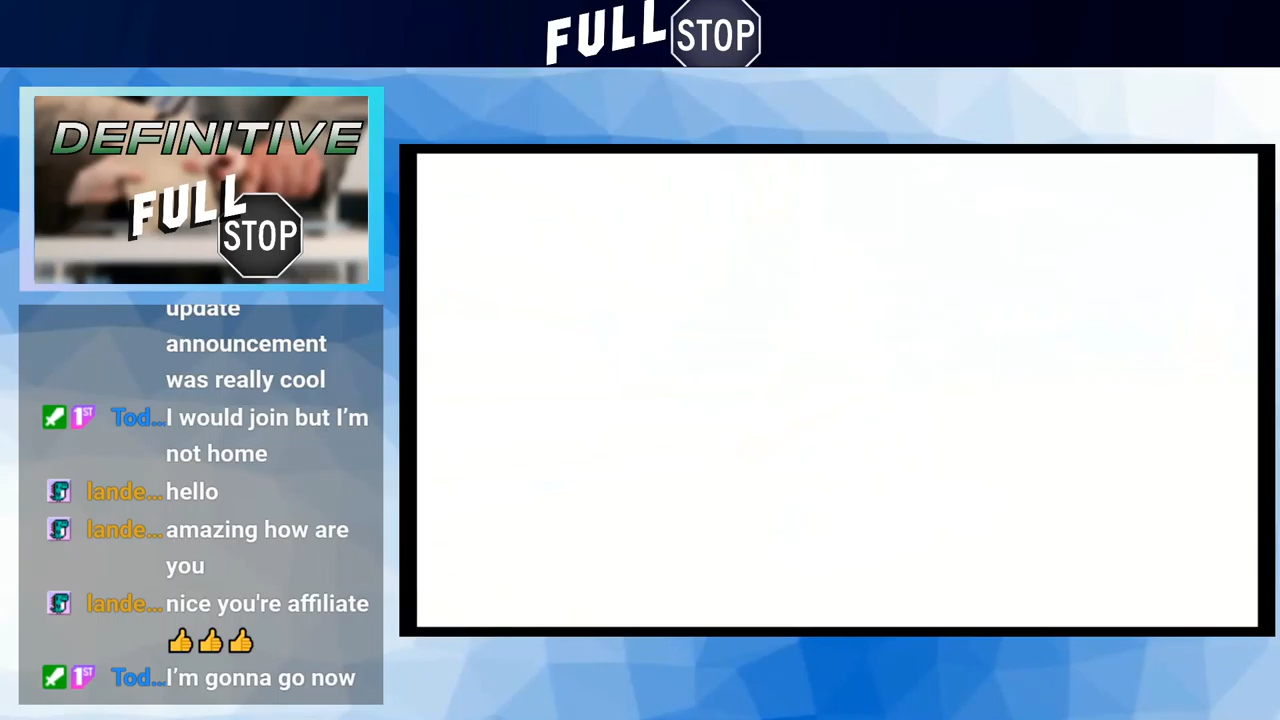 FULL STOP
DEFINITIVE
FULL
STOP
update
announcement
was really cool
1ST Tod... I would join but I’m
not home
lande... hello
lande... amazing how are
you
lande... nice you're affiliate
👍👍👍
1ST Tod... I’m gonna go now